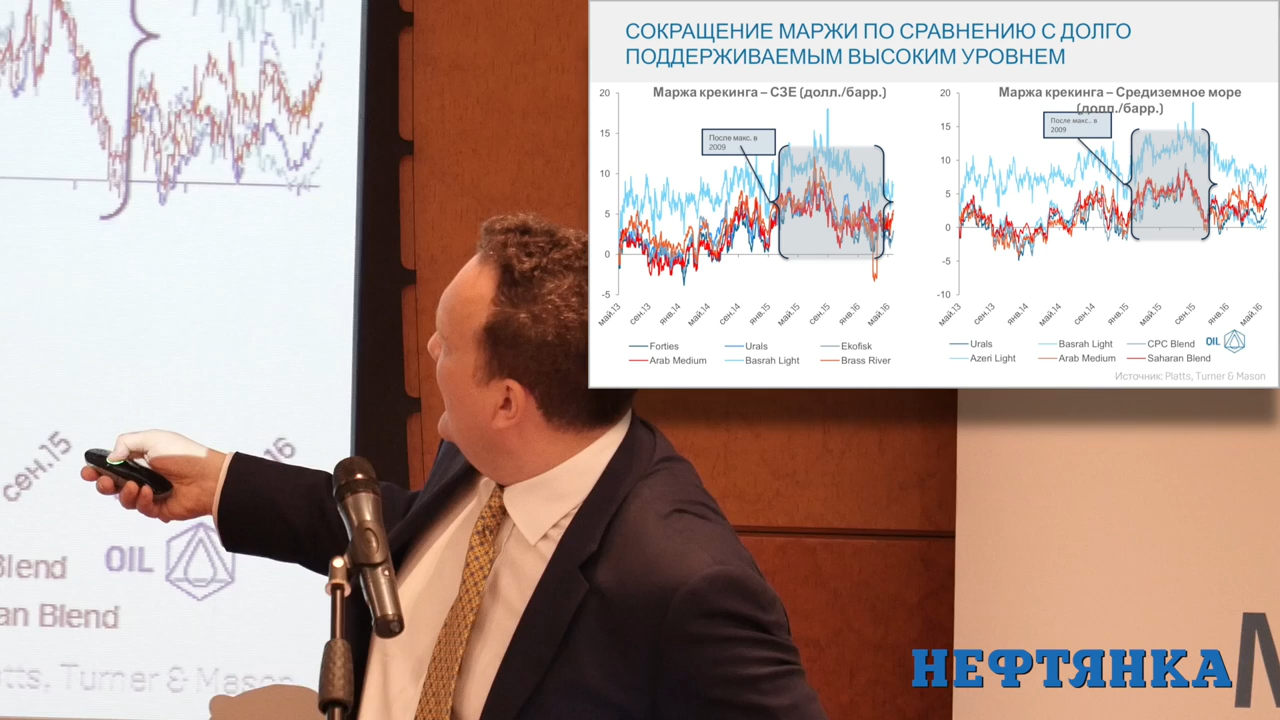 СОКРАЩЕНИЕ МАРЖИ ПО СРАВНЕНИЮ С ДОЛГО
ПОДДЕРЖИВАЕМЫМ ВЫСОКИМ УРОВНЕМ
Маржа крекинга – СЗЕ (долл./барр.)
20
15
10
5
0
-5
После макс. в
2009
май.13
сен.13
янв.14
май.14
сен.14
янв.15
май.15
сен.15
янв.16
май.16
Forties
Urals
Ekofisk
Arab Medium
Basrah Light
Brass River
Маржа крекинга – Средиземное море
(долл./барр.)
20
15
10
5
0
-5
-10
После макс.. в
2009
май.13
сен.13
янв.14
май.14
сен.14
янв.15
май.15
сен.15
янв.16
май.16
Urals
Basrah Light
CPC Blend
Azeri Light
Arab Medium
Saharan Blend
OIL
Источник: Platts, Turner & Mason
сен.15
16
OIL
Blend
an Blend
tts, Turner & Mason
НЕФТЯНКА